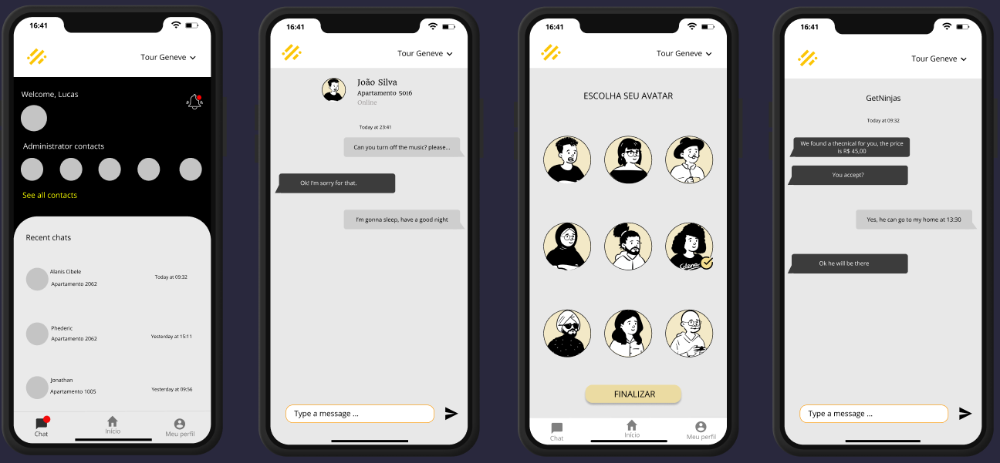 16:41
Tour Geneve
Welcome, Lucas
Administrator contacts
See all contacts
Recent chats
Alanis Cibele
Apartamento 2062
Today at 09:32
Phederic
Apartamento 2062
Yesterday at 15:11
Jonathan
Apartamento 1005
Yesterday at 09:56
Chat
Início
Meu perfil
16:41
Tour Geneve
João Silva
Apartamento 5016
Online
Today at 23:41
Can you turn off the music? please...
Ok! I'm sorry for that.
I'm gonna sleep, have a good night
Type a message ...
16:41
Tour Geneve
ESCOLHA SEU AVATAR
FINALIZAR
Chat
Início
Meu perfil
16:41
Tour Geneve
GetNinjas
Today at 09:32
We found a thecnical for you, the price
is R$ 45,00
You accept?
Yes, he can go to my home at 13:30
Ok he will be there
Type a message ...